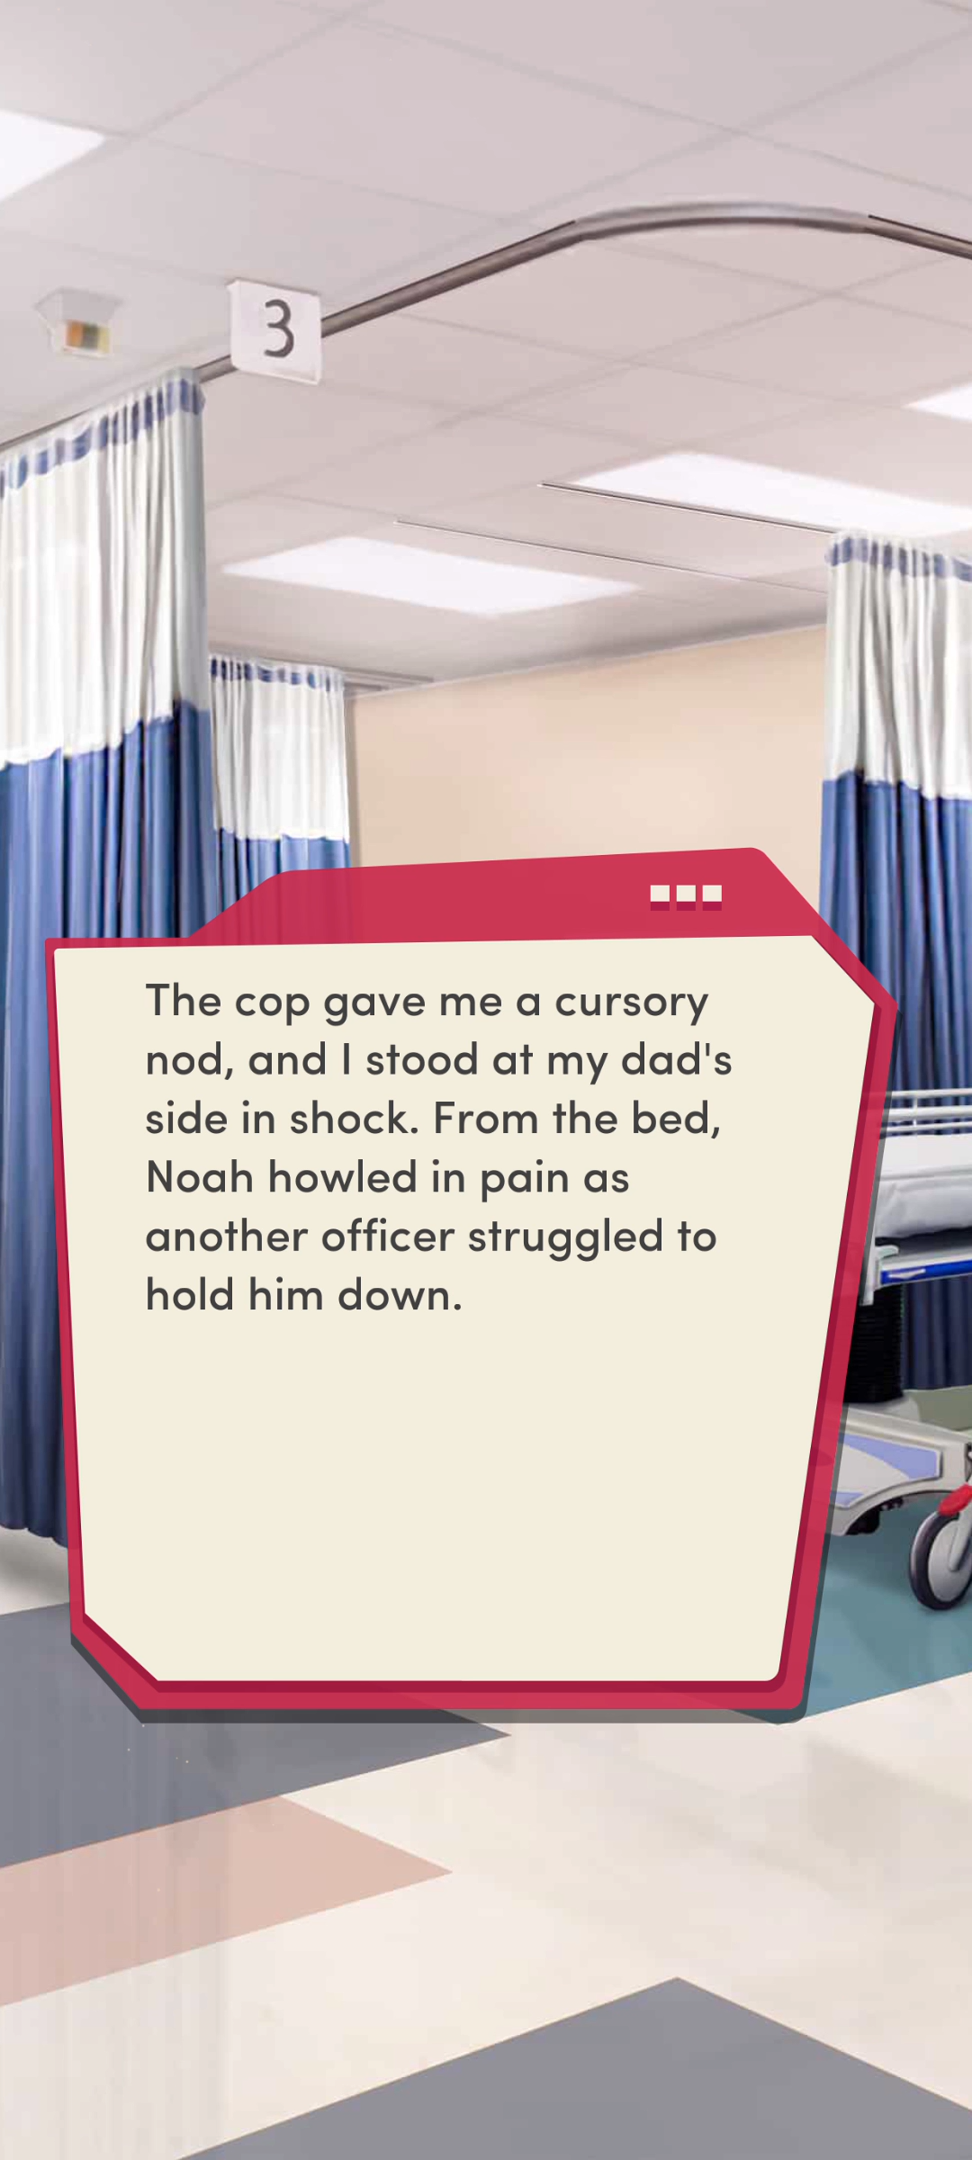 3
The cop gave me a cursory
nod, and I stood at my dad's
side in shock. From the bed,
Noah howled in pain as
another officer struggled to
hold him down.